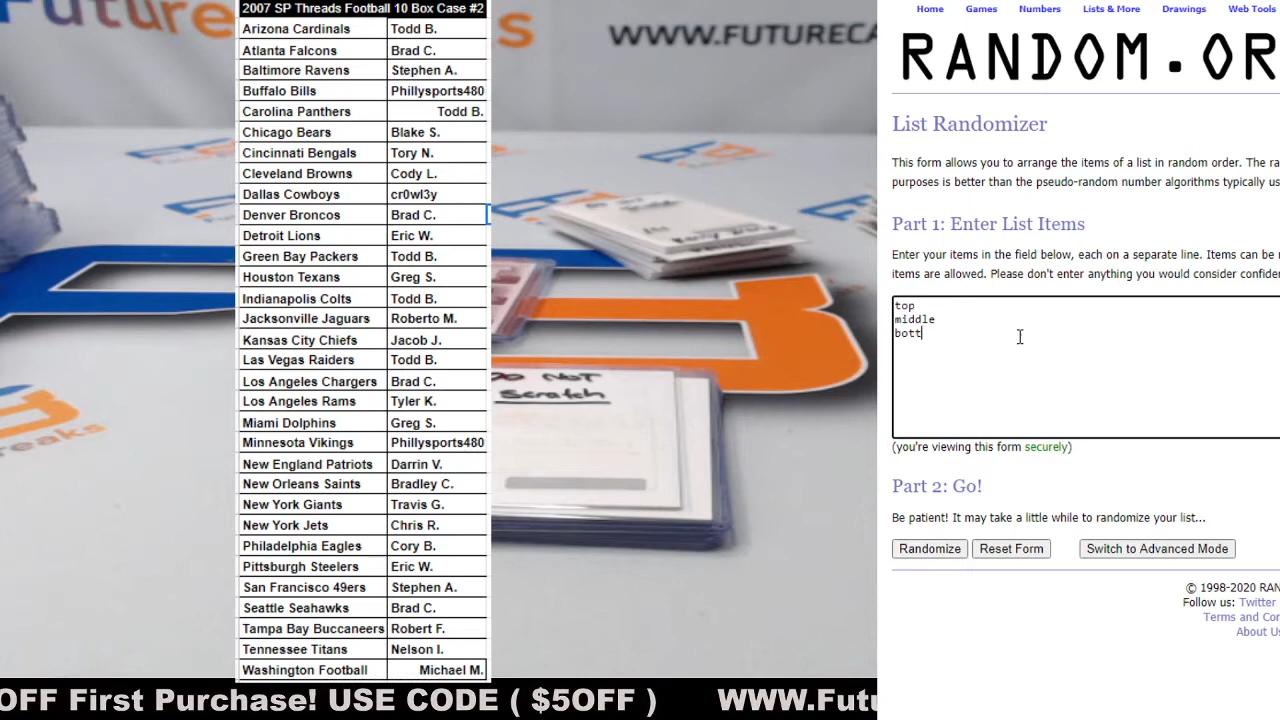 2007 SP Threads Football 10 Box Case #2
Arizona Cardinals Todd B.
Atlanta Falcons Brad C.
Baltimore Ravens Stephen A.
Buffalo Bills Phillysports480
Carolina Panthers Todd B.
Chicago Bears Blake S.
Cincinnati Bengals Tory N.
Cleveland Browns Cody L.
Dallas Cowboys cr0wl3y
Denver Broncos Brad C.
Detroit Lions Eric W.
Green Bay Packers Todd B.
Houston Texans Greg S.
Indianapolis Colts Todd B.
Jacksonville Jaguars Roberto M.
Kansas City Chiefs Jacob J.
Las Vegas Raiders Todd B.
Los Angeles Chargers Brad C.
Los Angeles Rams Tyler K.
Miami Dolphins Greg S.
Minnesota Vikings Phillysports480
New England Patriots Darrin V.
New Orleans Saints Bradley C.
New York Giants Travis G.
New York Jets Chris R.
Philadelphia Eagles Cory B.
Pittsburgh Steelers Eric W.
San Francisco 49ers Stephen A.
Seattle Seahawks Brad C.
Tampa Bay Buccaneers Robert F.
Tennessee Titans Nelson I.
Washington Football Michael M.
WWW.FUTURECA
Do Not
Scratch
Home Games Numbers Lists & More Drawings Web Tools
RANDOM.OR
List Randomizer
This form allows you to arrange the items of a list in random order. The ra
purposes is better than the pseudo-random number algorithms typically us
Part 1: Enter List Items
Enter your items in the field below, each on a separate line. Items can be
items are allowed. Please don't enter anything you would consider confide
top
middle
bott
(you're viewing this form securely)
Part 2: Go!
Be patient! It may take a little while to randomize your list...
Randomize Reset Form Switch to Advanced Mode
© 1998-2020 RAN
Follow us: Twitter
Terms and Con
About Us
OFF First Purchase! USE CODE ( $5OFF ) WWW.Futu